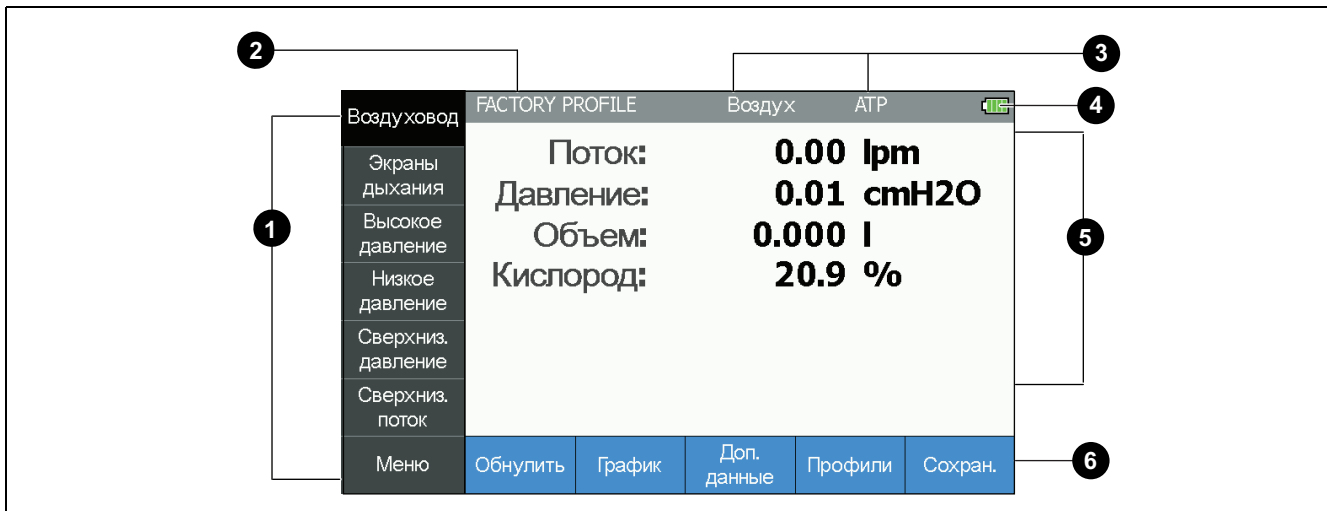 2
3
FACTORY PROFILE Воздух ATP
4
Воздуховод
Экраны
дыхания
Высокое
давление
Низкое
давление
Сверхниз.
давление
Сверхниз.
поток
Меню
1
Поток: 0.00 lpm
Давление: 0.01 cmH2O
Объем: 0.000 l
Кислород: 20.9 %
5
Обнулить
График
Доп.
данные
Профили
Сохран.
6